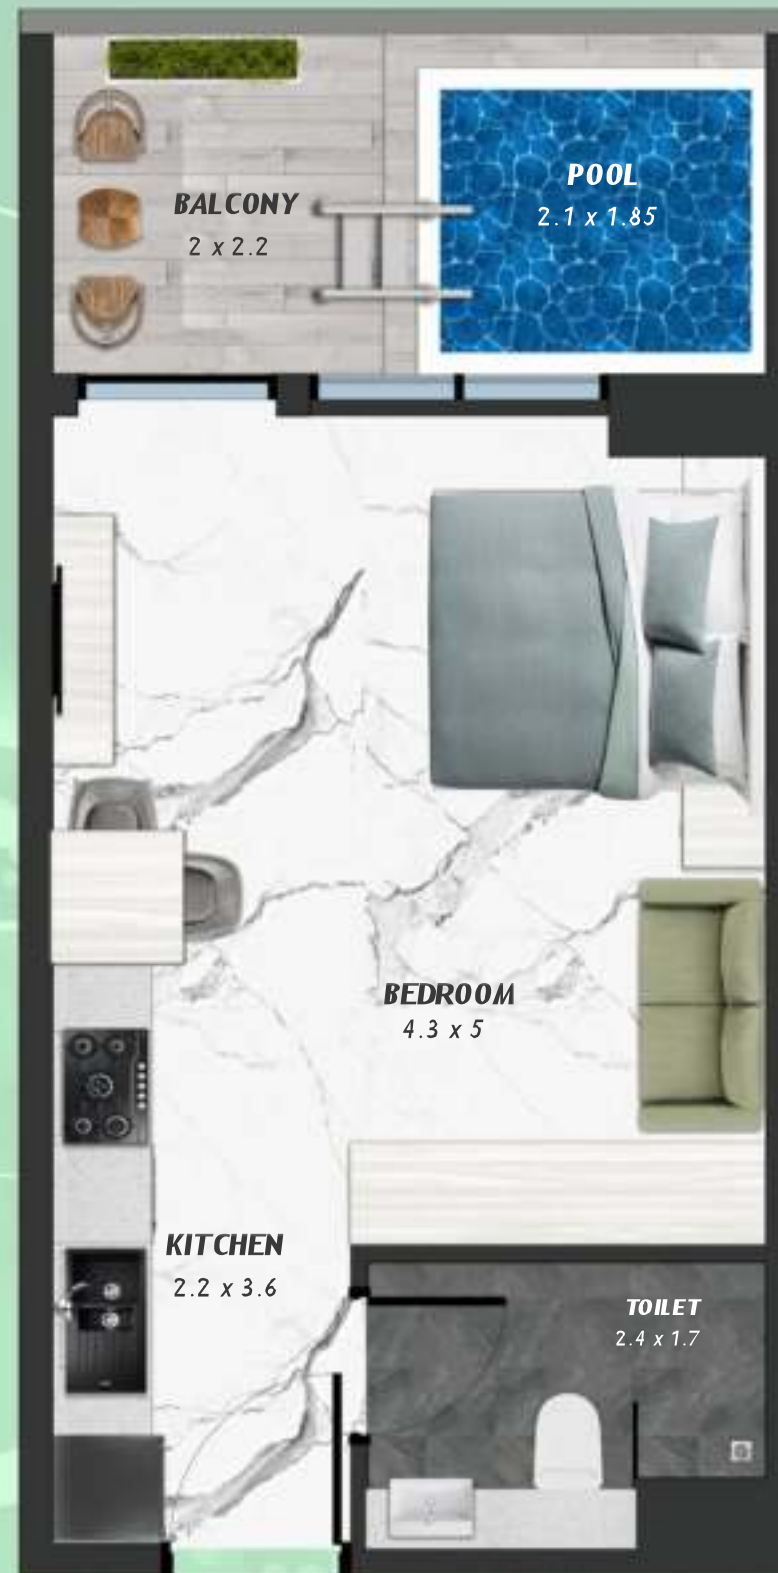 POOL
2.1 x 1.85
BALCONY
2 x 2.2
BEDROOM
4.3 x 5
KITCHEN
2.2 x 3.6
TOILET
2.4 x 1.7